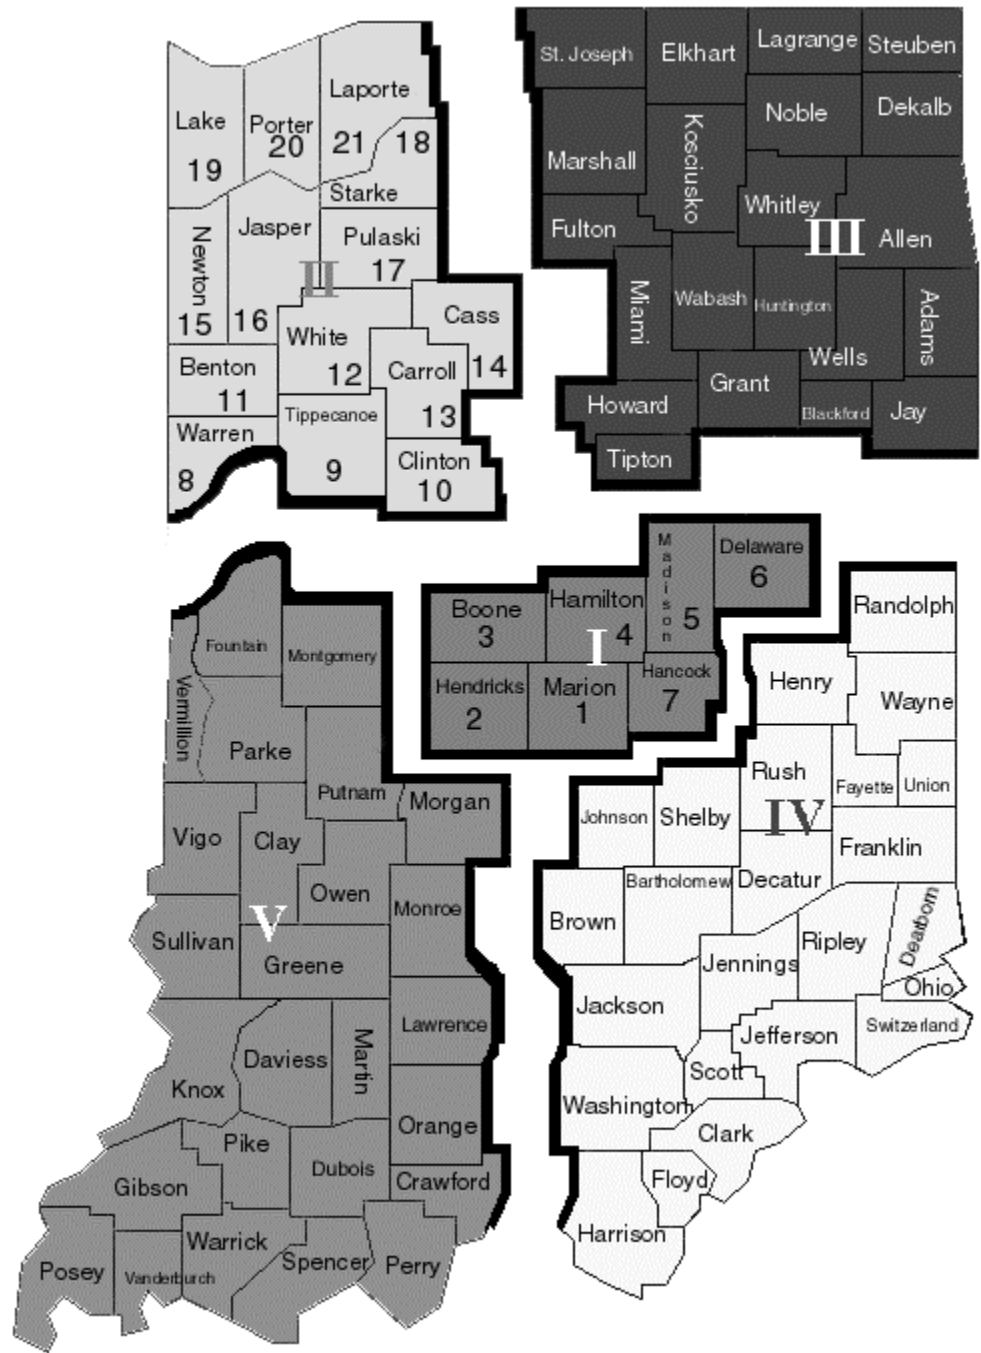 Laporte
Lake
Porter
19
20
21
18
Starke
Newton
Jasper
Pulaski
II
17
15
16
White
Cass
Benton
12
Carroll
14
11
Tippecanoe
13
Warren
8
9
Clinton
10
St. Joseph
Elkhart
Lagrange
Steuben
Marshall
Kosciusko
Noble
Dekalb
Fulton
Whitley
III
Allen
Miami
Wabash
Huntington
Adams
Wells
Howard
Grant
Blackford
Jay
Tipton
Boone
3
Hamilton
4
Madison
5
Delaware
6
I
Hendricks
2
Marion
1
Hancock
7
Randolph
Henry
Wayne
Rush
Fayette
Union
IV
Johnson
Shelby
Franklin
Bartholomew
Decatur
Brown
Ripley
Dearborn
Jennings
Jackson
Ohio
Jefferson
Switzerland
Scott
Washington
Clark
Floyd
Harrison
Fountain
Montgomery
Vermillion
Parke
Putnam
Morgan
Vigo
Clay
Owen
Monroe
V
Sullivan
Greene
Lawrence
Daviess
Martin
Knox
Orange
Pike
Dubois
Crawford
Gibson
Warrick
Spencer
Perry
Posey
Vanderburch